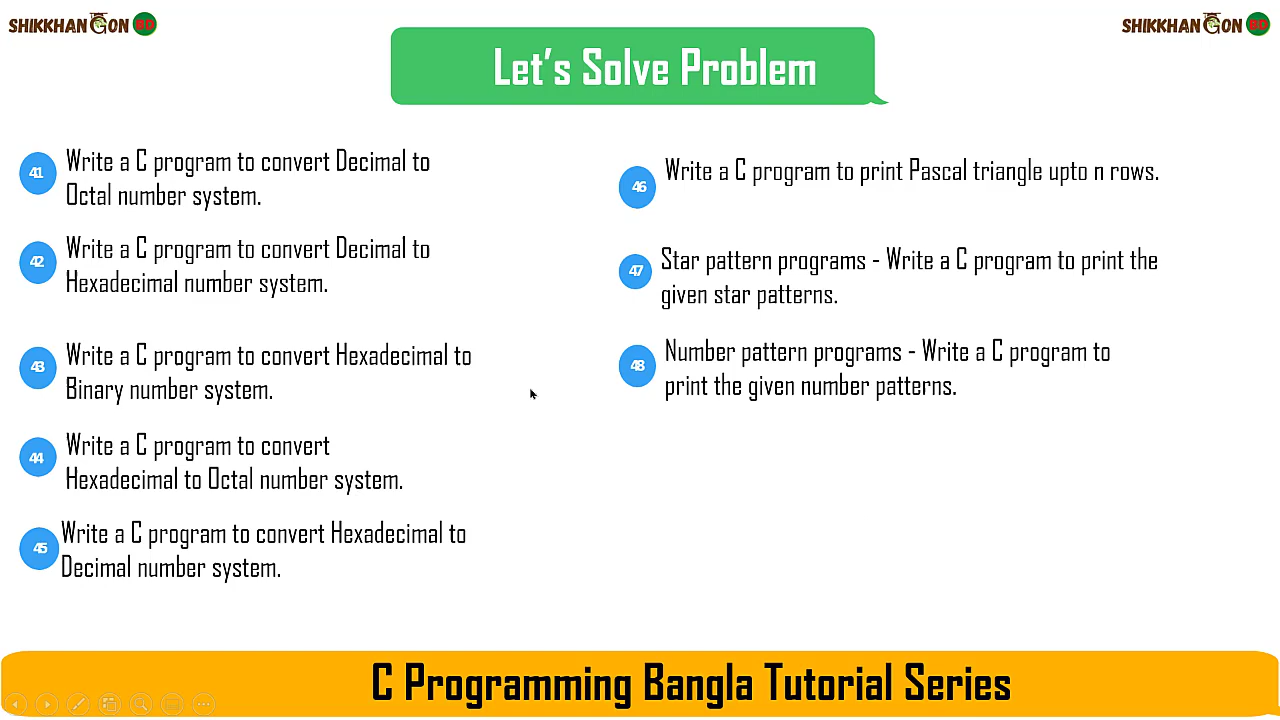 SHIKKHANGON BD
SHIKKHANGON BD
Let's Solve Problem
41
Write a C program to convert Decimal to
Octal number system.
42
Write a C program to convert Decimal to
Hexadecimal number system.
43
Write a C program to convert Hexadecimal to
Binary number system.
44
Write a C program to convert
Hexadecimal to Octal number system.
45
Write a C program to convert Hexadecimal to
Decimal number system.
46
Write a C program to print Pascal triangle upto n rows.
47
Star pattern programs - Write a C program to print the
given star patterns.
48
Number pattern programs - Write a C program to
print the given number patterns.
C Programming Bangla Tutorial Series